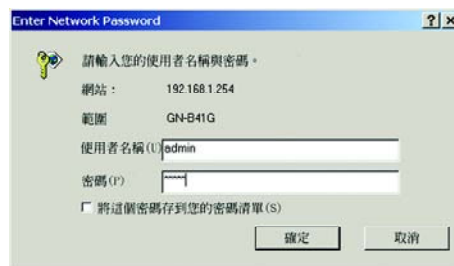 Enter Network Password
請輸入您的使用者名稱與密碼。
網站： 192.168.1.254
範圍 GN-B41G
使用者名稱(U) admin
密碼(P) *****
將這個密碼存到您的密碼清單(S)
確定 取消